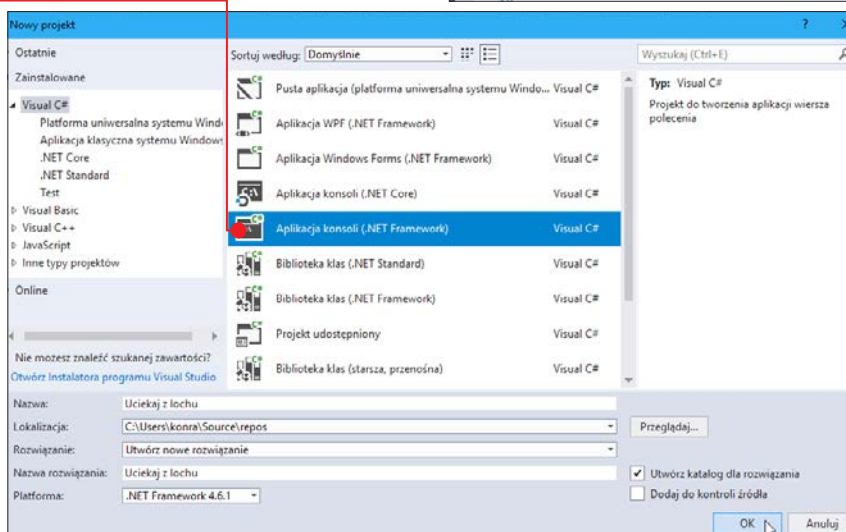 Nowy projekt
Ostatnie
Sortuj według: Domyślnie
Wyszukaj (Ctrl+E)
Zainstalowane
Visual C#
Platforma uniwersalna systemu Wind
Aplikacja klasyczna systemu Windows
.NET Core
.NET Standard
Test
Visual Basic
Visual C++
JavaScript
Inne typy projektów
Online
Nie możesz znaleźć szukanej zawartości?
Otwórz Instalatora programu Visual Studio
Pusta aplikacja (platforma uniwersalna systemu Windo... Visual C#
Aplikacja WPF (.NET Framework) Visual C#
Aplikacja Windows Forms (.NET Framework) Visual C#
Aplikacja konsoli (.NET Core) Visual C#
Aplikacja konsoli (.NET Framework) Visual C#
Biblioteka klas (.NET Standard) Visual C#
Biblioteka klas (.NET Framework) Visual C#
Projekt udostępniony Visual C#
Biblioteka klas (starsza, przenośna) Visual C#
Typ: Visual C#
Projekt do tworzenia aplikacji wiersza
polecenia
Nazwa: Uciekaj z lochu
Lokalizacja: C:\Users\konra\Source\repos
Przeglądaj...
Rozwiązanie: Utwórz nowe rozwiązanie
Nazwa rozwiązania: Uciekaj z lochu
Utwórz katalog dla rozwiązania
Platforma: .NET Framework 4.6.1
Dodaj do kontroli źródła
OK
Anuluj